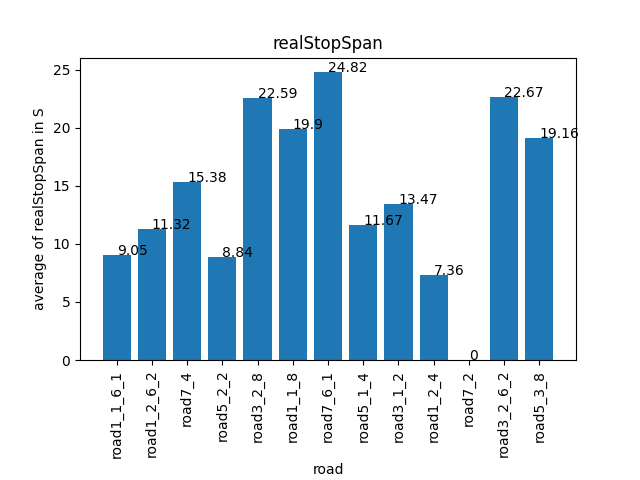 realStopSpan
average of realStopSpan in S
25
20
15
10
5
0
9.05
11.32
15.38
8.84
22.59
19.9
24.82
11.67
13.47
7.36
0
22.67
19.16
road1_1_6_1
road1_2_6_2
road7_4
road5_2_2
road3_2_8
road1_1_8
road7_6_1
road5_1_4
road3_1_2
road1_2_4
road7_2
road3_2_6_2
road5_3_8
road